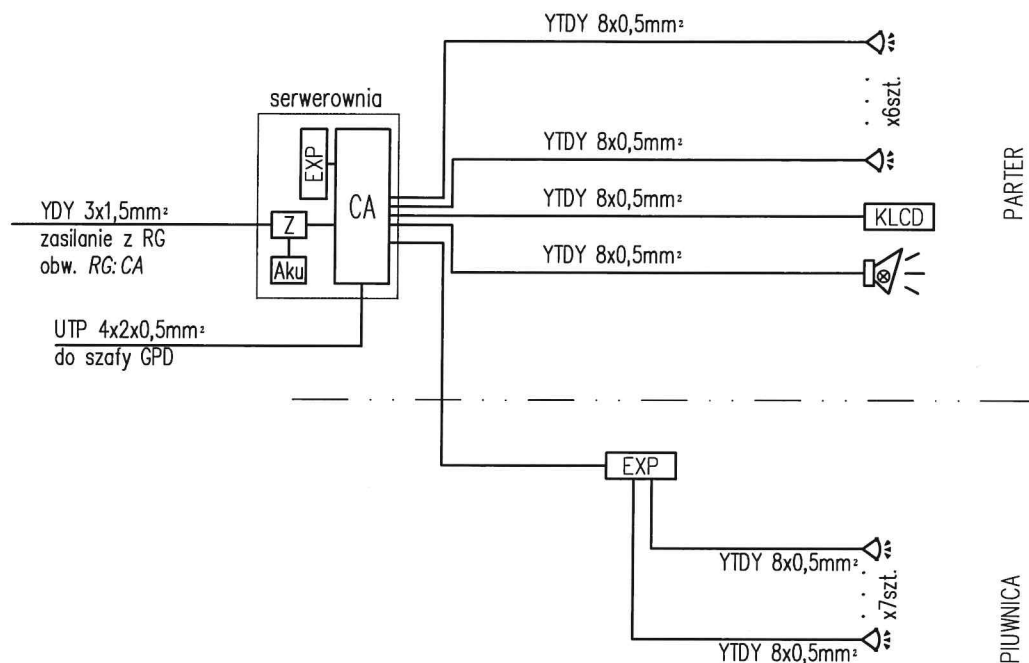 YTDY 8x0,5mm²
x6szt.
serwerownia
EXP
CA
YTDY 8x0,5mm²
PARTER
YDY 3x1,5mm²
zasilanie z RG
obw. RG:CA
Z
Aku
YTDY 8x0,5mm²
KLCD
YTDY 8x0,5mm²
UTP 4x2x0,5mm²
do szafy GPD
EXP
YTDY 8x0,5mm²
x7szt.
YTDY 8x0,5mm²
PIUWNICA